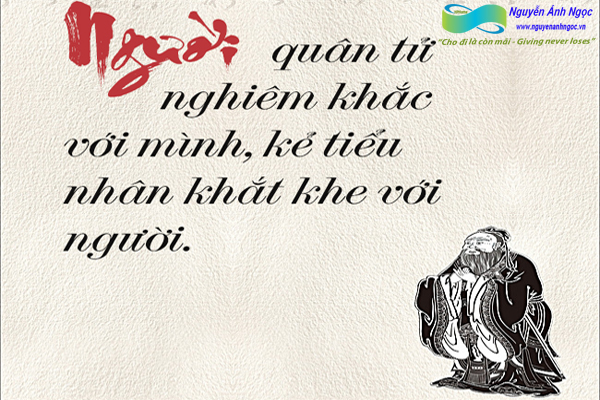 Nguyễn Ánh Ngọc
www.nguyenanhngoc.vn
“Cho đi là còn mãi - Giving never loses”
Người quân tử
nghiêm khắc
với mình, kẻ tiểu
nhân khắt khe với
người.